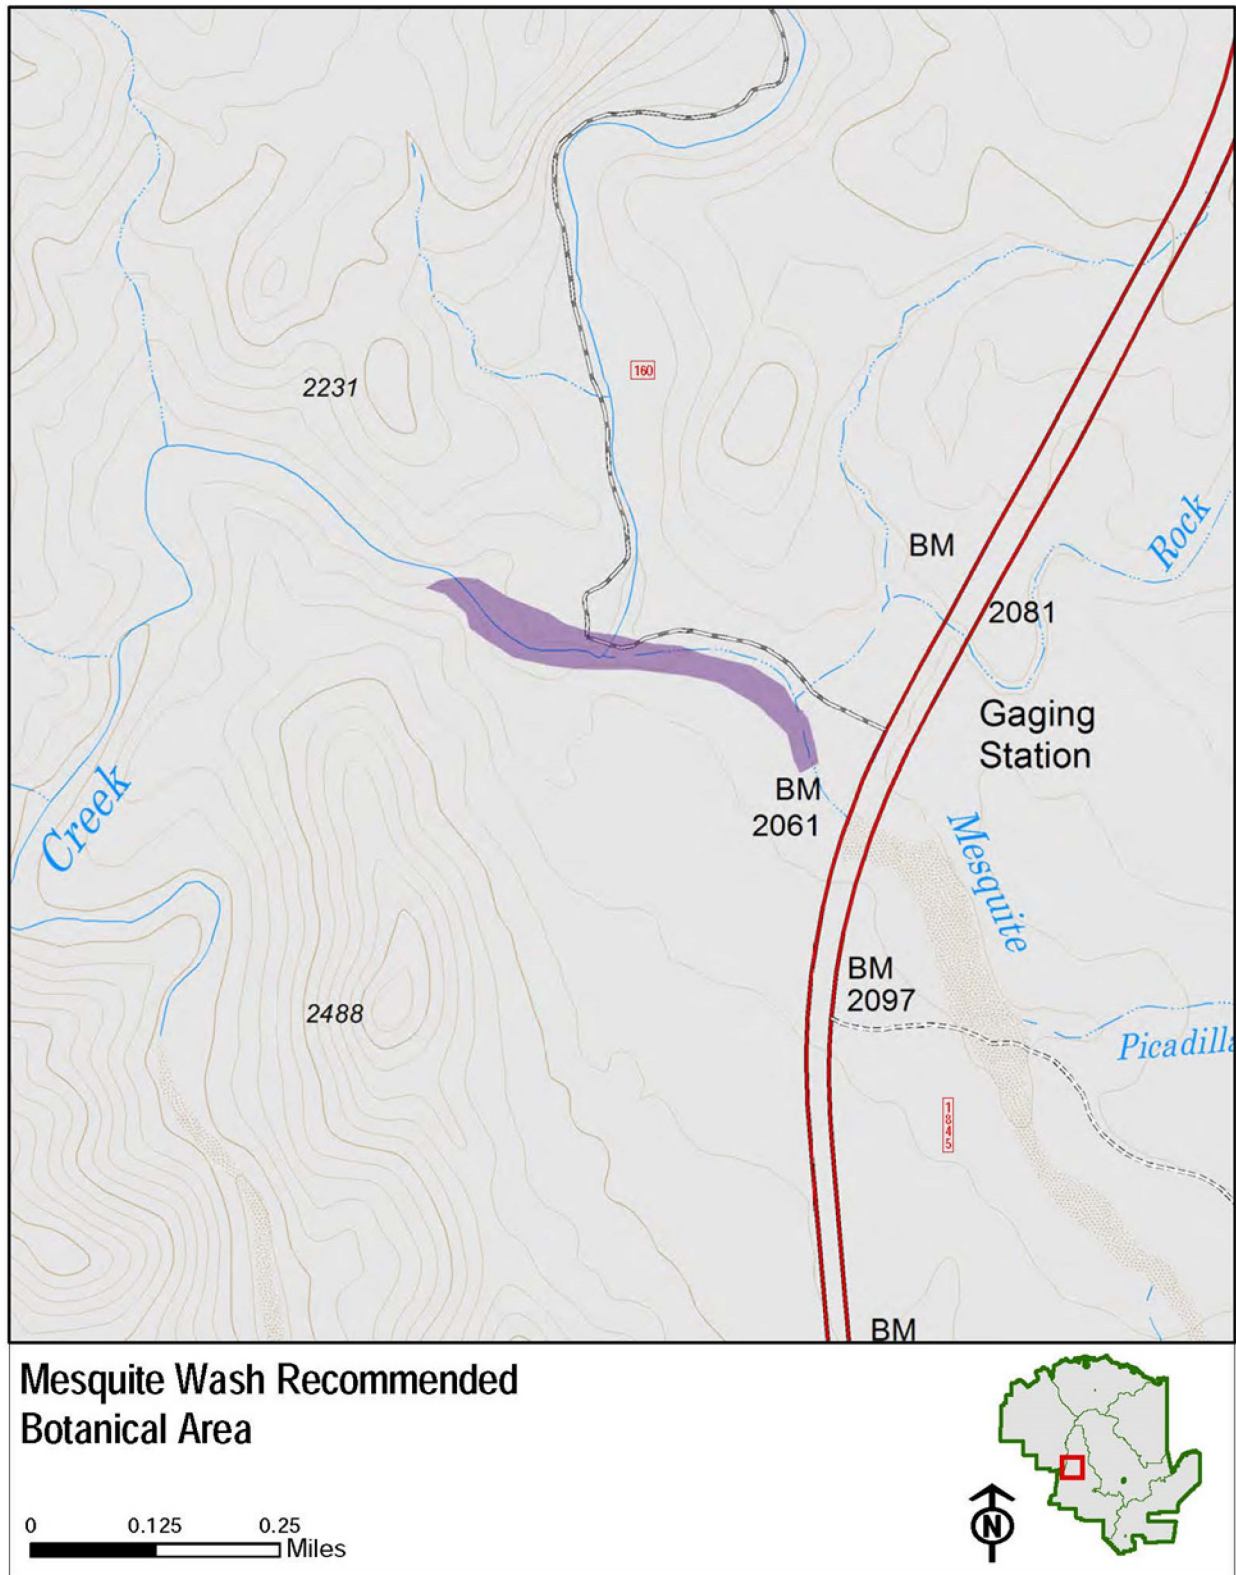 160
2231
BM
Rock
2081
Gaging
Station
Creek
BM
2061
Mesquite
BM
2097
Picadilla
1845
BM
Mesquite Wash Recommended
Botanical Area
0 0.125 0.25
Miles
2488
N